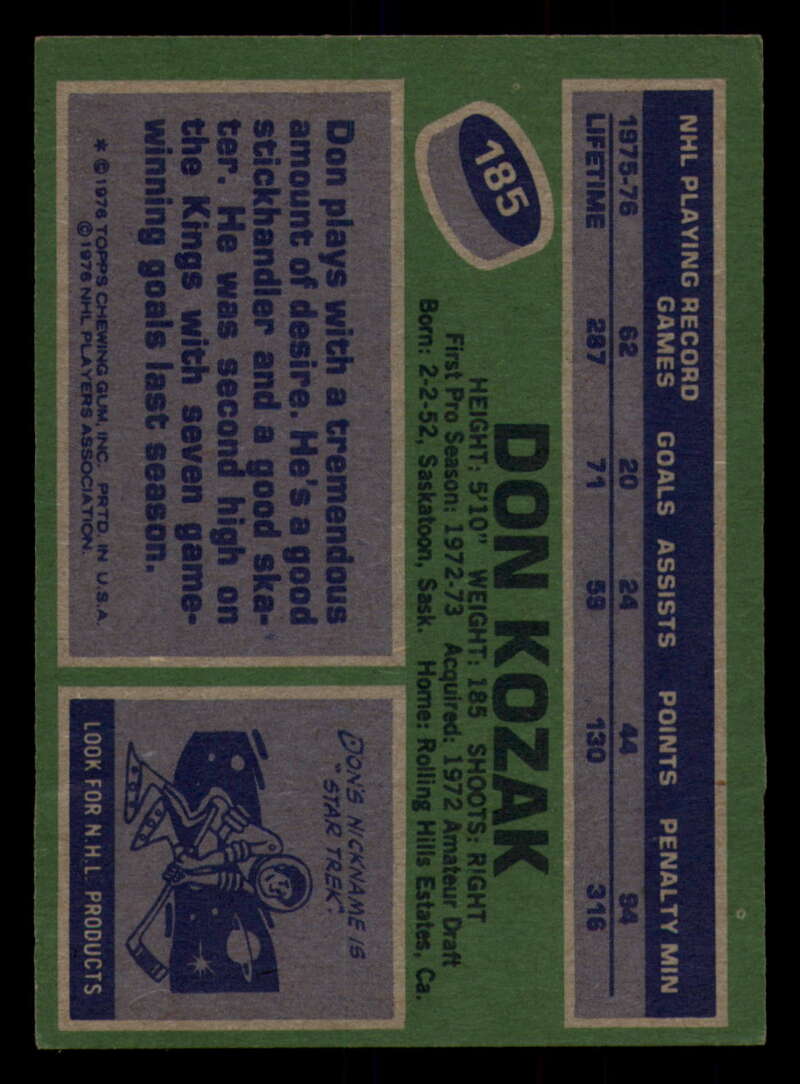 NHL PLAYING RECORD
GAMES GOALS ASSISTS POINTS PENALTY MIN
1975-76 62 20 24 44 94
LIFETIME 287 71 59 130 316
185
DON KOZAK
HEIGHT: 5'10" WEIGHT: 185 SHOOTS: RIGHT
First Pro Season: 1972-73 Acquired: 1972 Amateur Draft
Born: 2-2-52, Saskatoon, Sask. Home: Rolling Hills Estates, Ca.
Don plays with a tremendous
amount of desire. He's a good
stickhandler and a good ska-
ter. He was second high on
the Kings with seven game-
winning goals last season.
* © 1976 TOPPS CHEWING GUM, INC. PRTD. IN U.S.A.
© 1976 NHL PLAYERS ASSOCIATION.
DON'S NICKNAME IS
"STAR TREK".
LOOK FOR N.H.L PRODUCTS